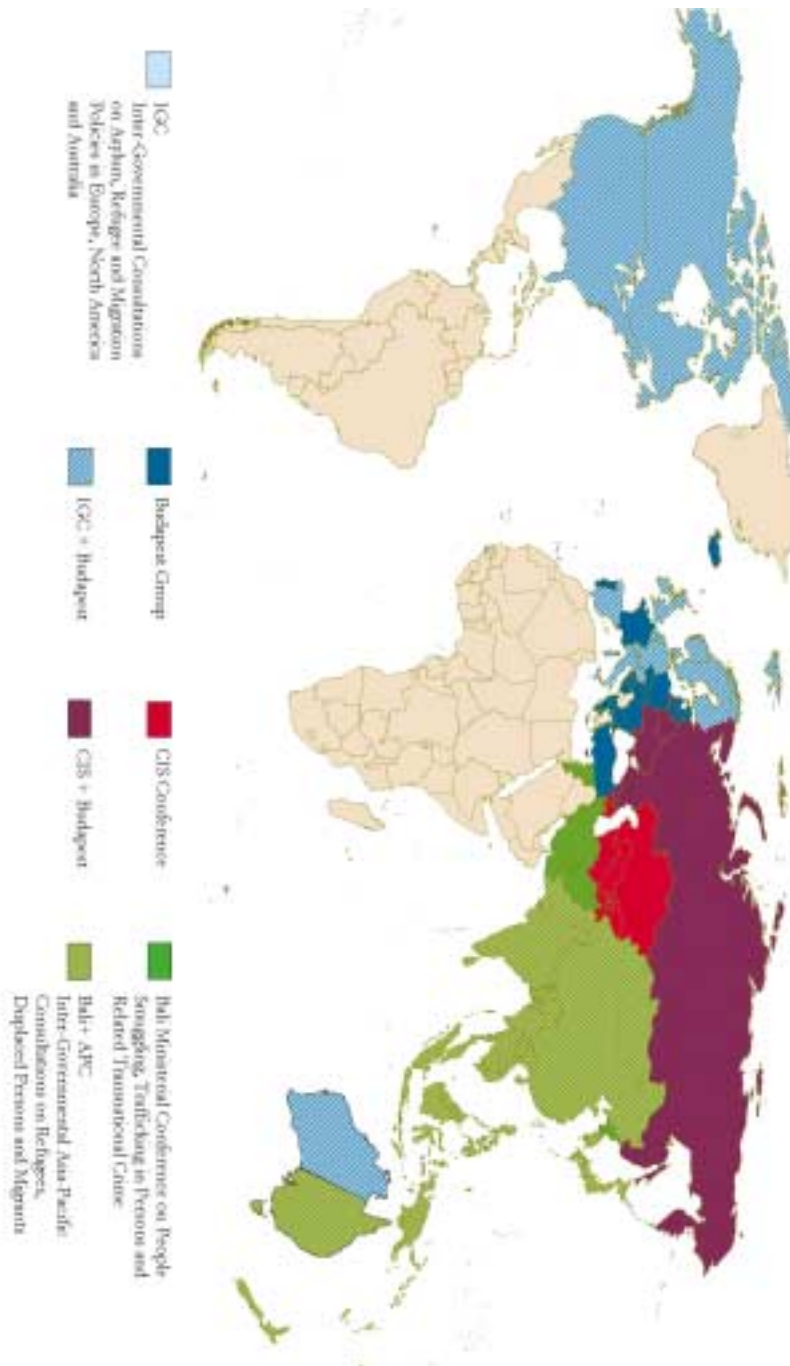 IGC
Inter-Governmental Consultations
on Asylum, Refugee and Migration
Policies in Europe, North America
and Australia
Budapest Group
IGC + Budapest
CIS Conference
CIS + Budapest
Bali Ministerial Conference on People
Smuggling, Trafficking in Persons and
Related Transnational Crime
Bali + APC
Inter-Governmental Asia-Pacific
Consultations on Refugees,
Displaced Persons and Migrants